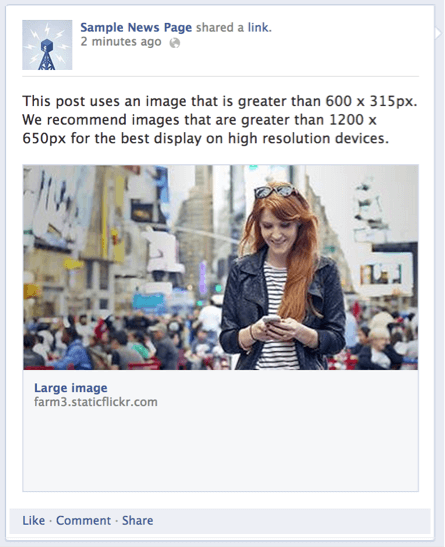 Sample News Page shared a link.
2 minutes ago
This post uses an image that is greater than 600 x 315px.
We recommend images that are greater than 1200 x
650px for the best display on high resolution devices.
Large image
farm3.staticflickr.com
Like · Comment · Share